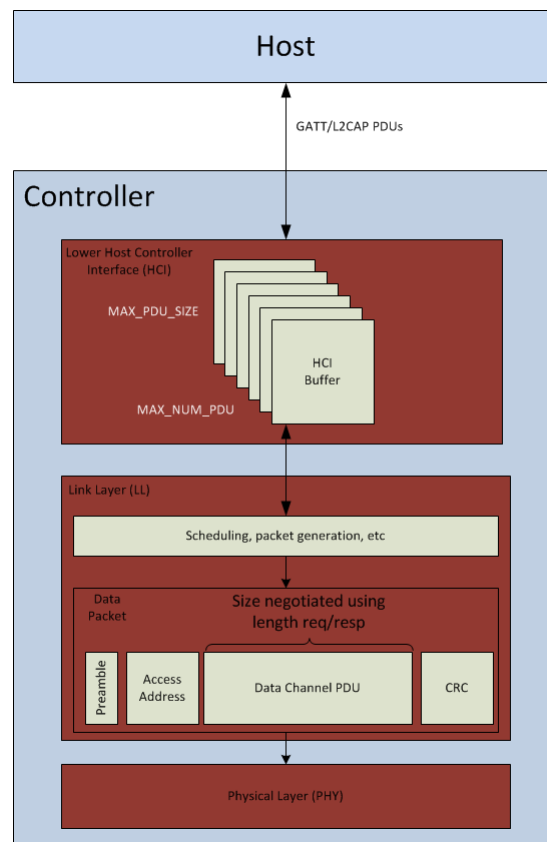 Host
GATT/L2CAP PDUs
Controller
Lower Host Controller
Interface (HCI)
MAX_PDU_SIZE
HCI
Buffer
MAX_NUM_PDU
Link Layer (LL)
Scheduling, packet generation, etc
Data
Packet
Size negotiated using
length req/resp
Preamble
Access
Address
Data Channel PDU
CRC
Physical Layer (PHY)